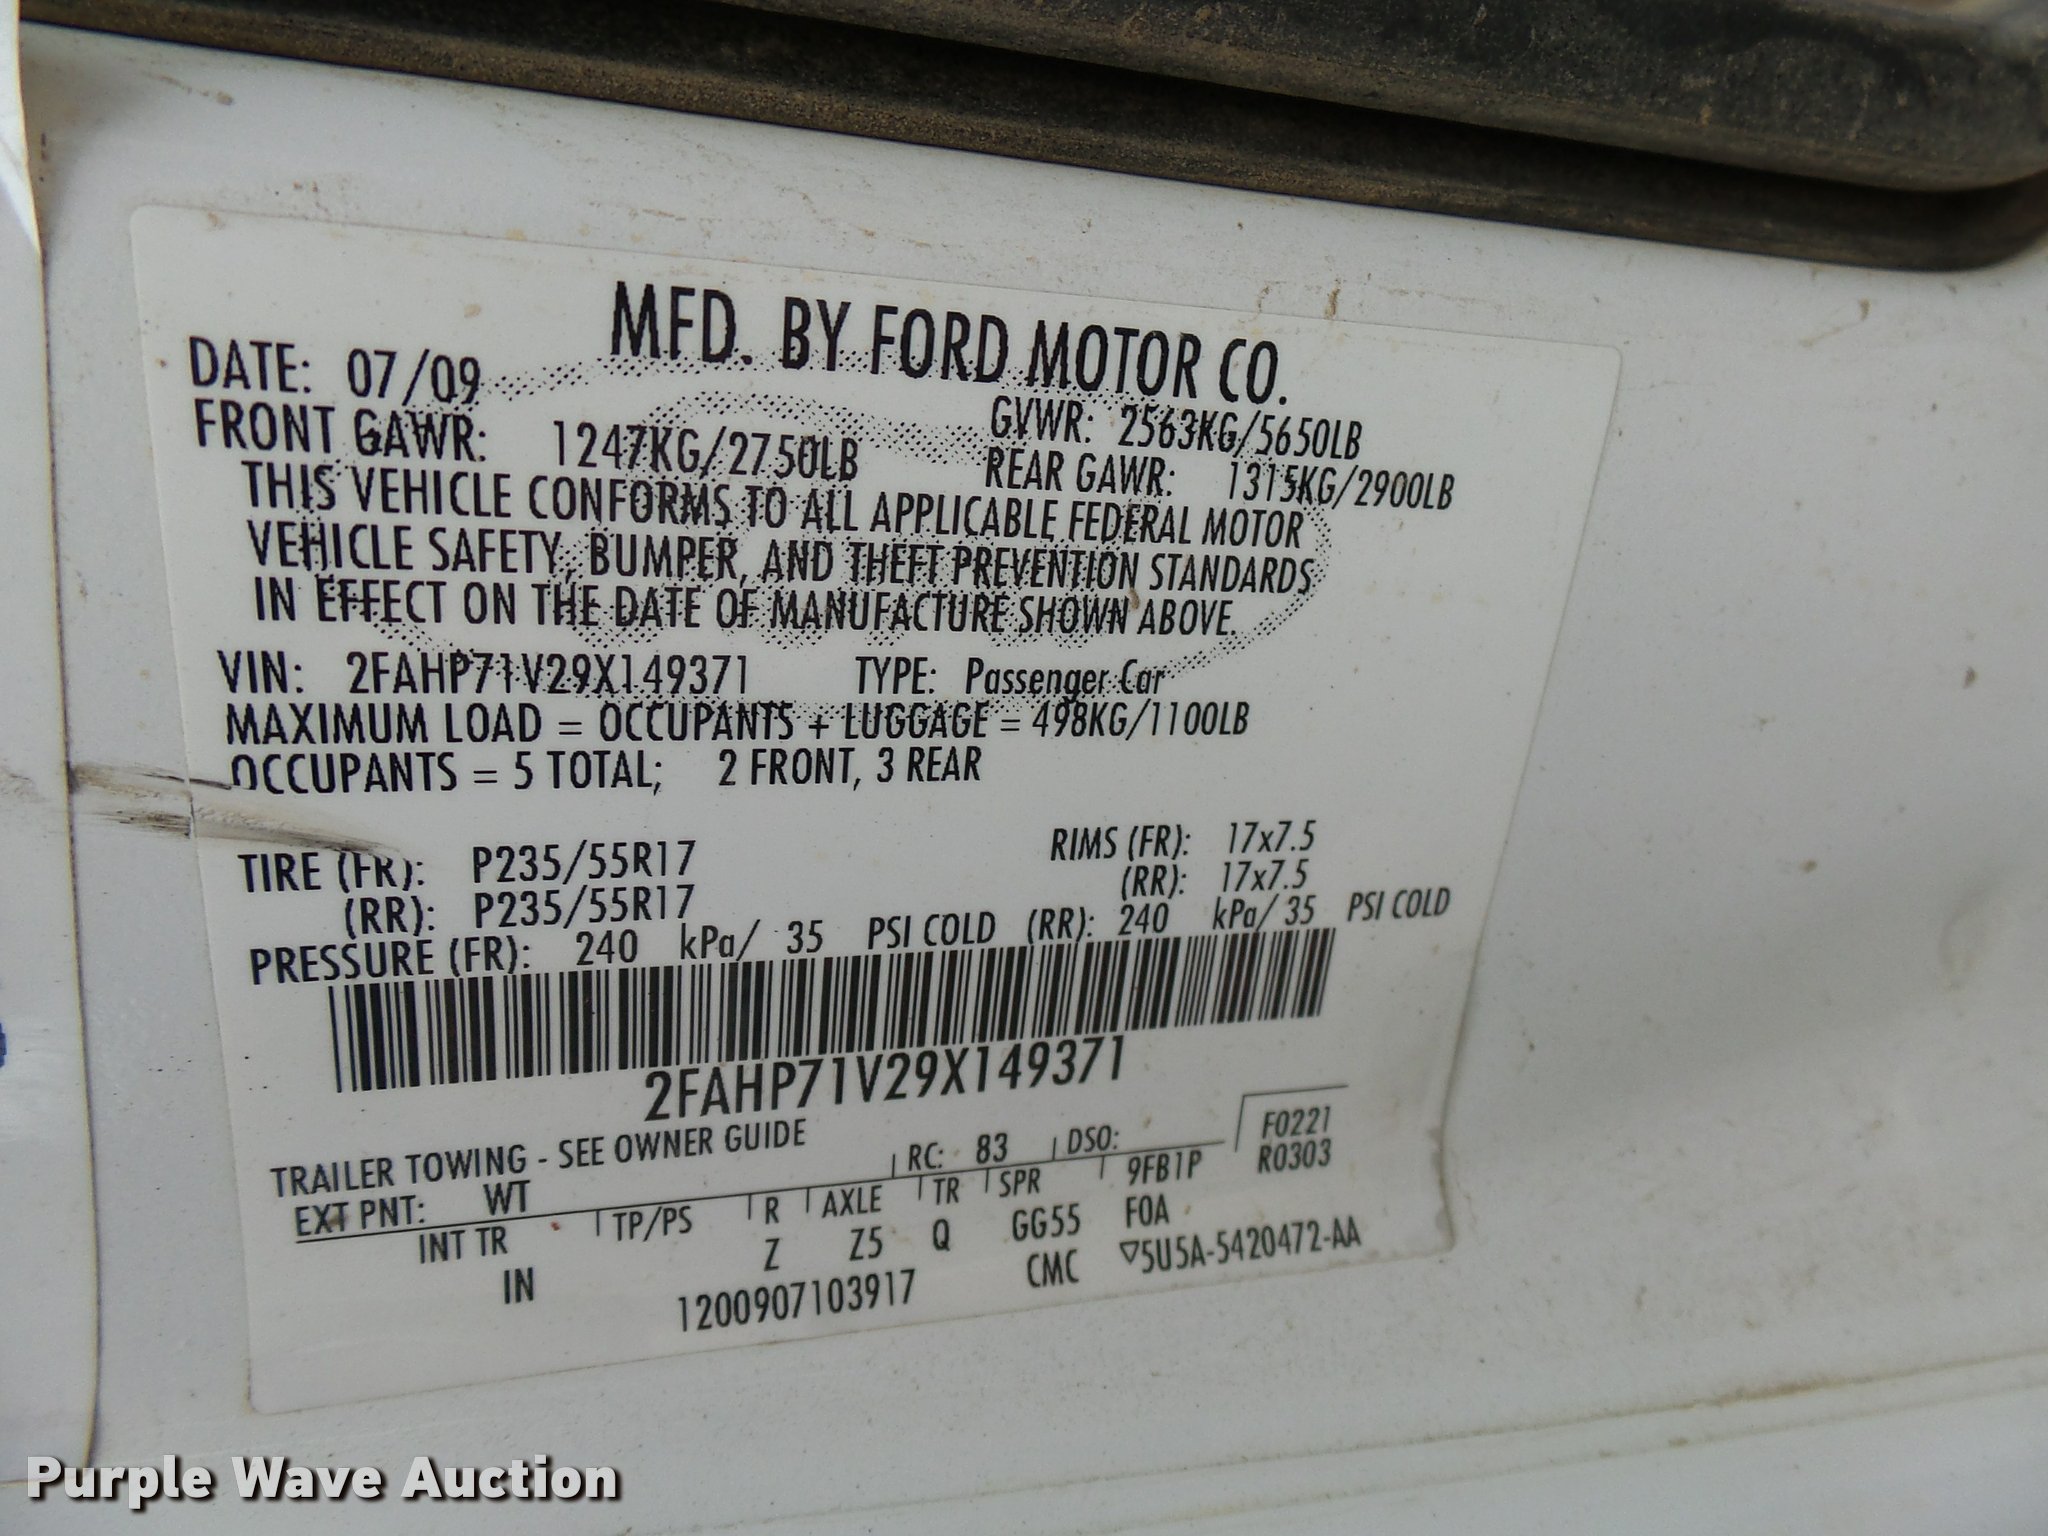 MFD. BY FORD MOTOR CO.
DATE: 07/09
GVWR: 2563KG/5650LB
FRONT GAWR: 1247KG/2750LB
REAR GAWR: 1315KG/2900LB
THIS VEHICLE CONFORMS TO ALL APPLICABLE FEDERAL MOTOR
VEHICLE SAFETY, BUMPER, AND THEFT PREVENTION STANDARDS
IN EFFECT ON THE DATE OF MANUFACTURE SHOWN ABOVE.
VIN: 2FAHP71V29X149371 TYPE: Passenger Car
MAXIMUM LOAD = OCCUPANTS + LUGGAGE = 498KG/1100LB
OCCUPANTS = 5 TOTAL; 2 FRONT, 3 REAR
TIRE (FR): P235/55R17 RIMS (FR): 17x7.5
(RR): P235/55R17 (RR): 17x7.5
PRESSURE (FR): 240 kPa/ 35 PSI COLD (RR): 240 kPa/ 35 PSI COLD
2FAHP71V29X149371
TRAILER TOWING - SEE OWNER GUIDE
F0221
EXT PNT: WT RC: 83 DSO:
R0303
INT TR TP/PS R AXLE TR SPR 9FB1P
IN Z Z5 Q GG55 F0A
1200907103917 CMC ▽5U5A-5420472-AA
Purple Wave Auction